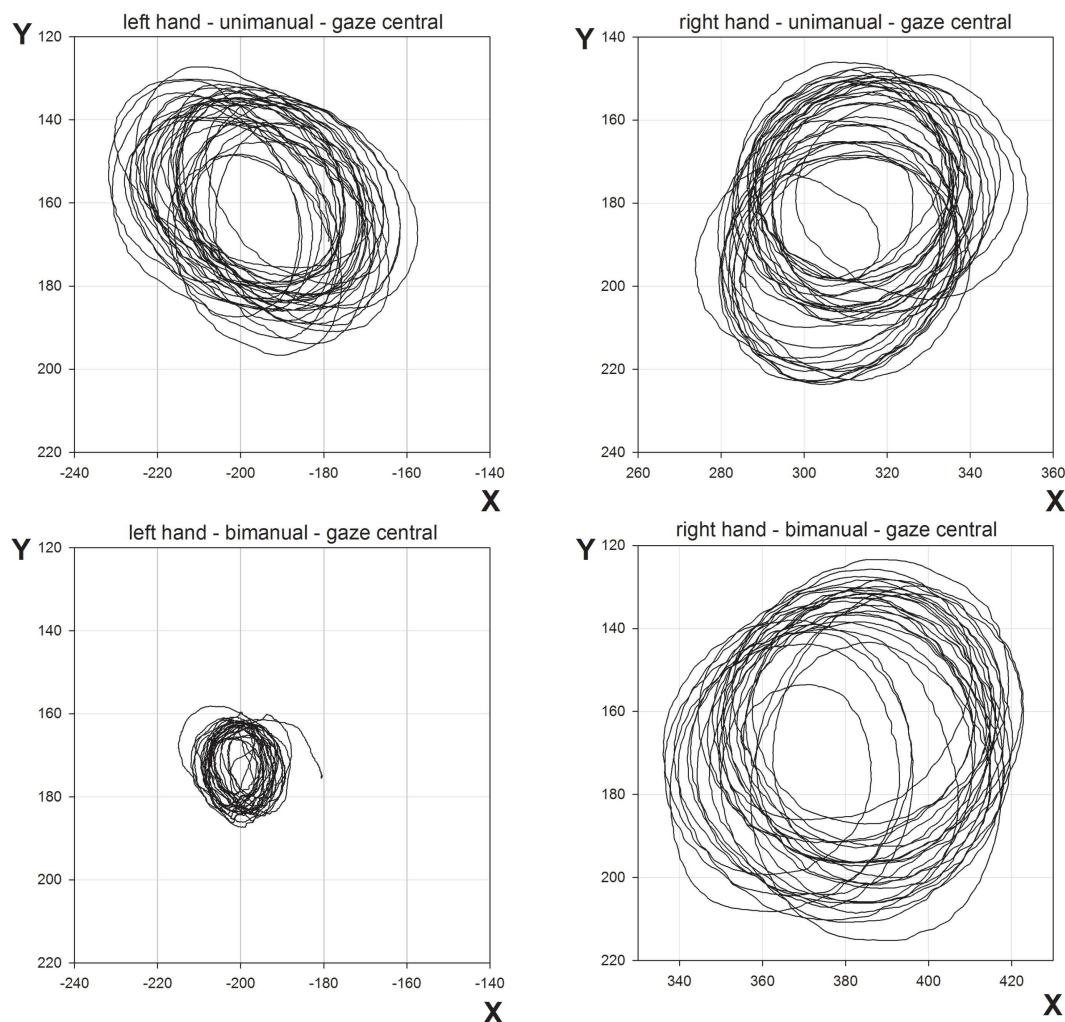 left hand - unimanual - gaze central
Y
120
140
160
180
200
220
-240 -220 -200 -180 -160 -140
X
right hand - unimanual - gaze central
Y
140
160
180
200
220
240
260 280 300 320 340 360
X
left hand - bimanual - gaze central
Y
120
140
160
180
200
220
-240 -220 -200 -180 -160 -140
X
right hand - bimanual - gaze central
Y
120
140
160
180
200
220
340 360 380 400 420
X